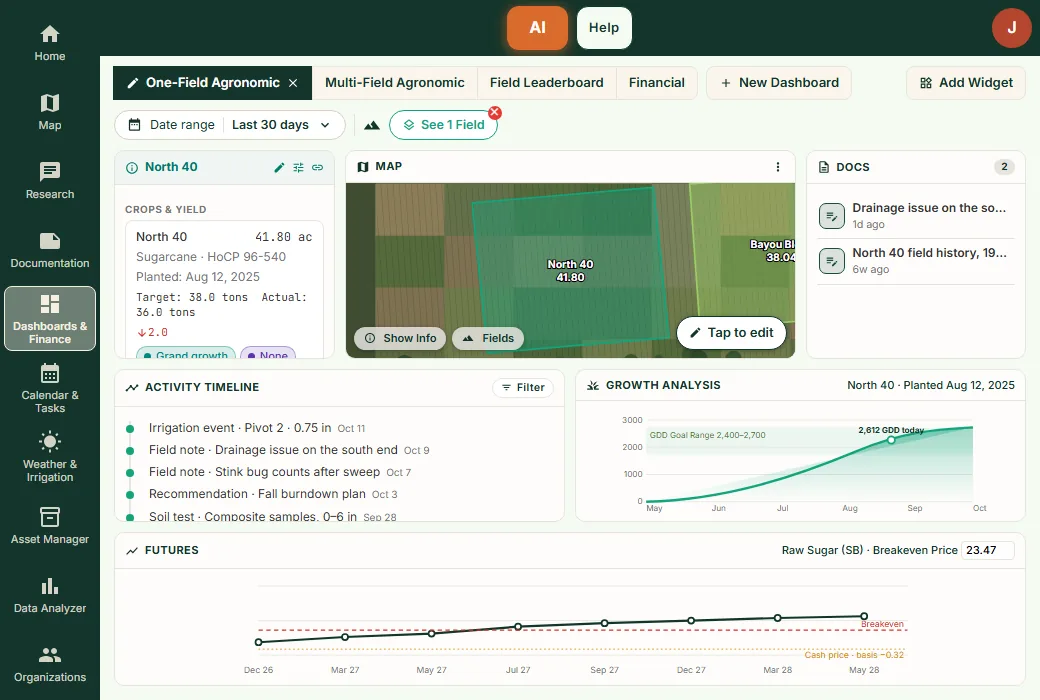 AI
Help
J
Home
Map
Research
Documentation
Dashboards &
Finance
Calendar &
Tasks
Weather &
Irrigation
Asset Manager
Data Analyzer
Organizations
One-Field Agronomic
Multi-Field Agronomic
Field Leaderboard
Financial
+ New Dashboard
Add Widget
Date range
Last 30 days
See 1 Field
North 40
CROPS & YIELD
North 40 41.80 ac
Sugarcane · HoCP 96-540
Planted: Aug 12, 2025
Target: 38.0 tons Actual:
36.0 tons
↓2.0
Grand growth
None
MAP
North 40
41.80
Bayou Bl
38.04
Show Info
Fields
Tap to edit
DOCS 2
Drainage issue on the so...
1d ago
North 40 field history, 19...
6w ago
ACTIVITY TIMELINE
Filter
Irrigation event · Pivot 2 · 0.75 in Oct 11
Field note · Drainage issue on the south end Oct 9
Field note · Stink bug counts after sweep Oct 7
Recommendation · Fall burndown plan Oct 3
Soil test · Composite samples, 0–6 in Sep 28
GROWTH ANALYSIS
North 40 · Planted Aug 12, 2025
3000
2000
1000
0
GDD Goal Range 2,400–2,700
2,612 GDD today
May Jun Jul Aug Sep Oct
FUTURES
Raw Sugar (SB) · Breakeven Price 23.47
Breakeven
Cash price · basis −0.32
Dec 26 Mar 27 May 27 Jul 27 Sep 27 Dec 27 Mar 28 May 28